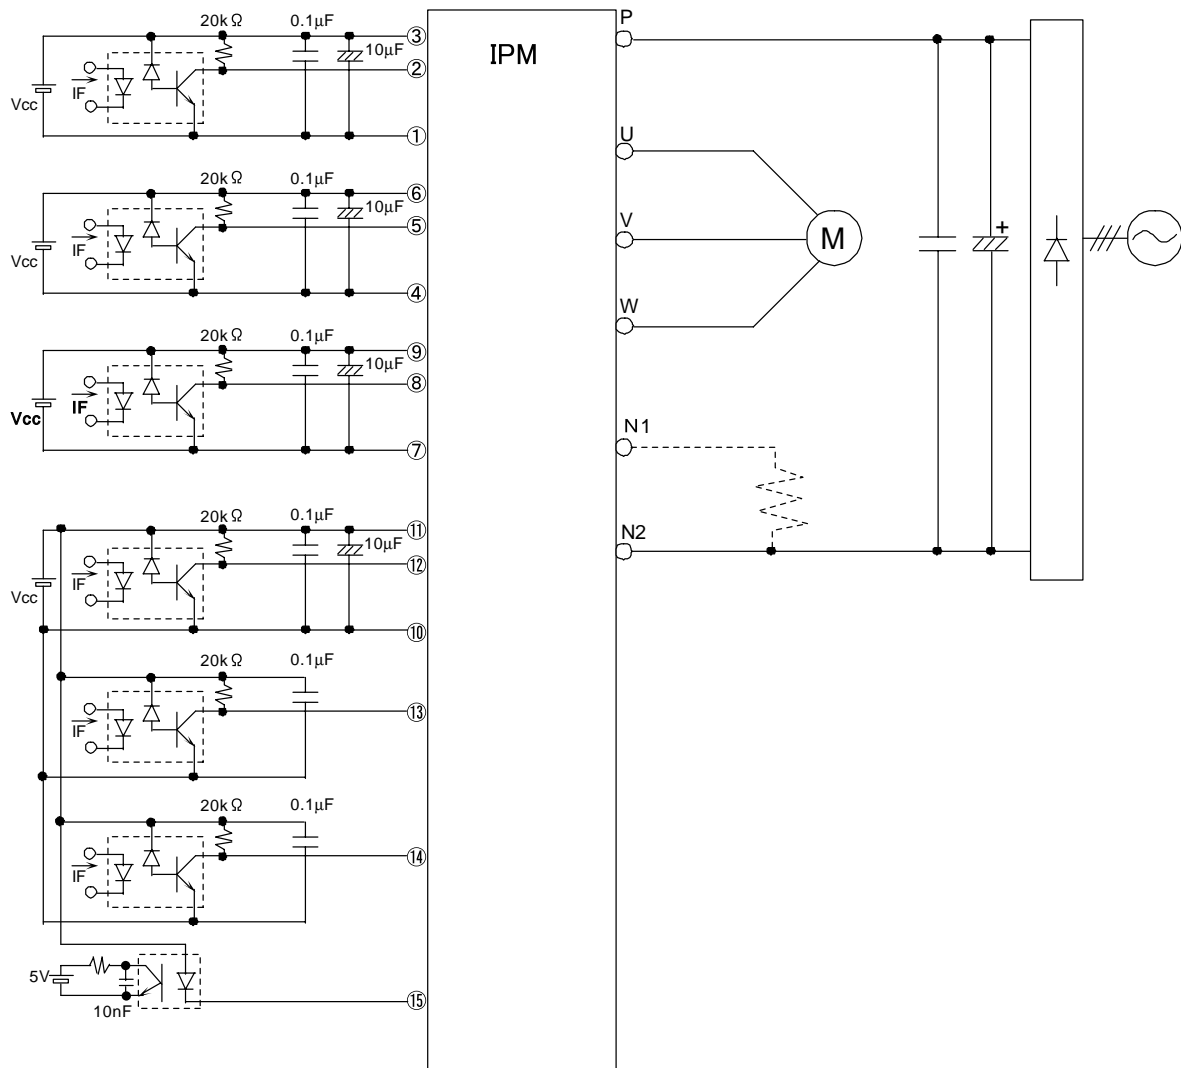 20kΩ 0.1μF ③ P
IPM
10μF
②
IF
Vcc
①
U
20kΩ 0.1μF ⑥
10μF
⑤
V
M
+
IF
Vcc
④
W
20kΩ 0.1μF ⑨
10μF
⑧
IF
Vcc
N1
⑦
20kΩ 0.1μF ⑪
N2
10μF
⑫
IF
Vcc
⑩
20kΩ 0.1μF
⑬
IF
20kΩ 0.1μF
⑭
IF
5V
⑮
10nF